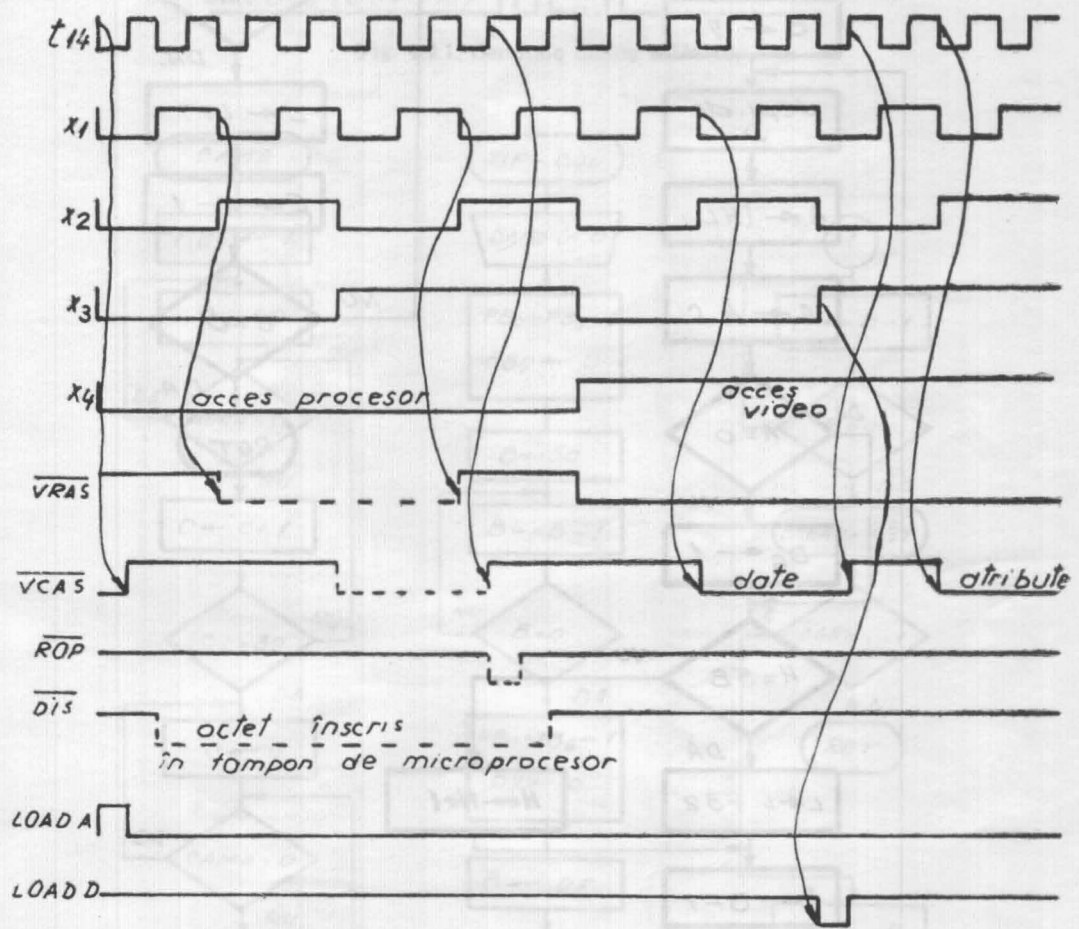 t14
X1
X2
X3
X4
acces procesor
acces
video
VRAS
VCAS
date
atribute
ROP
DIS
octet înscris
în tampon de microprocesor
LOAD A
LOAD D